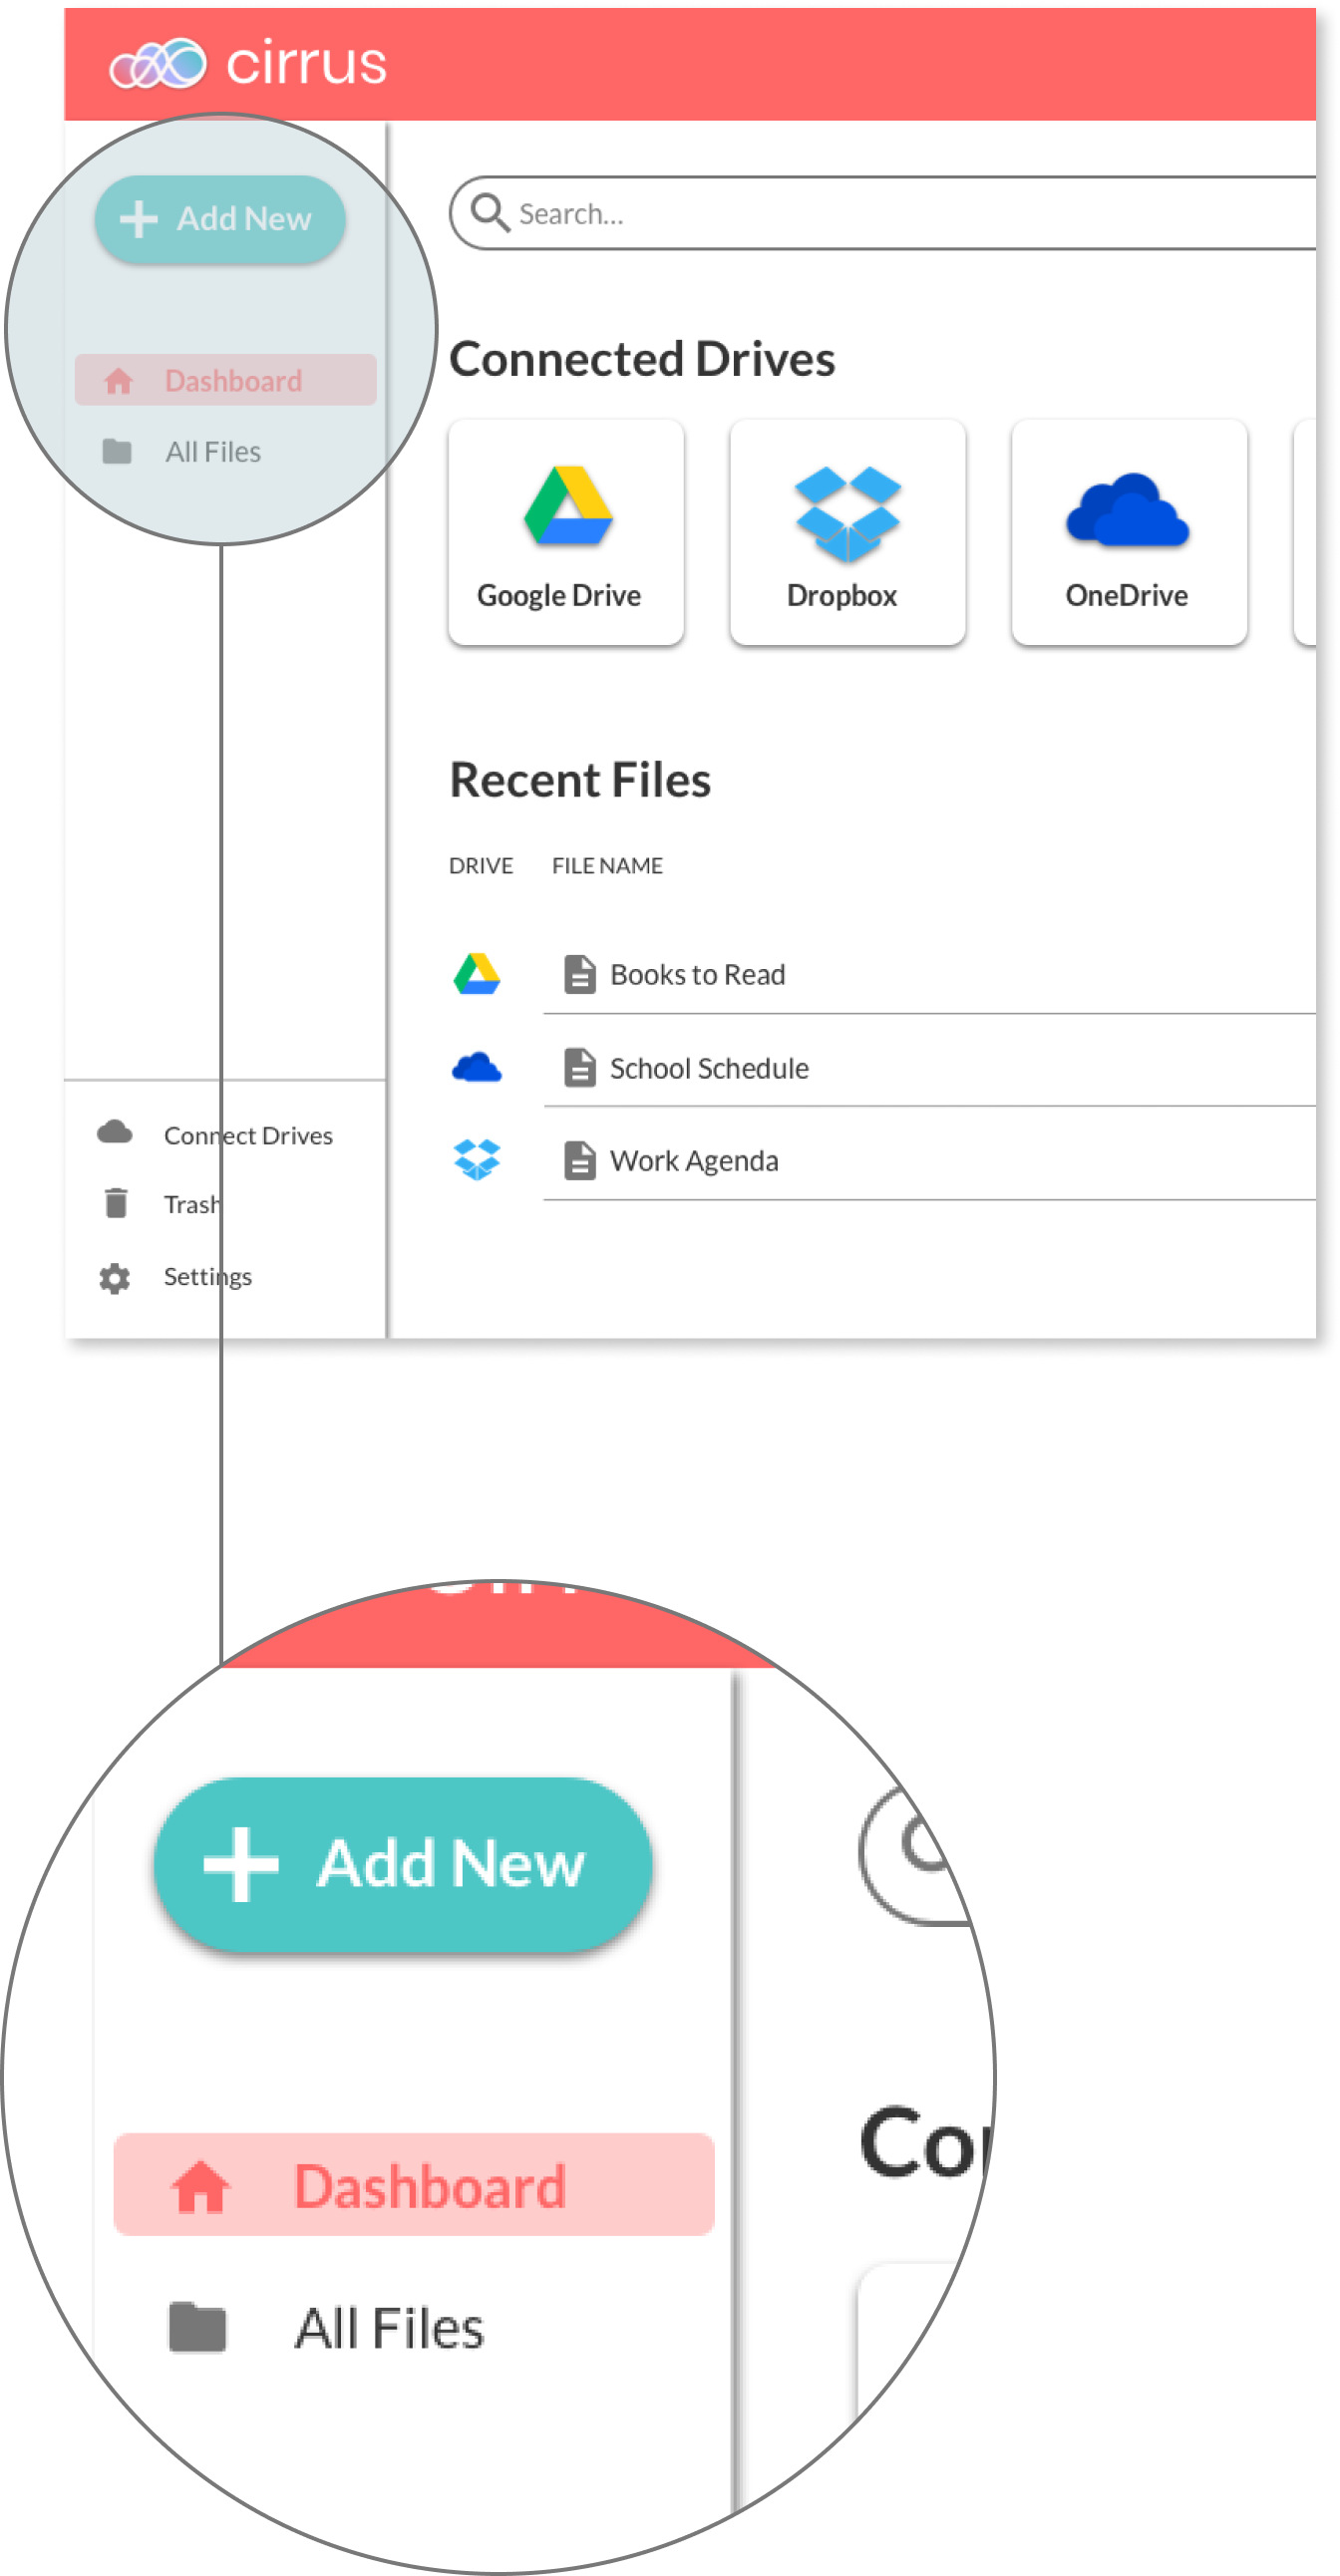 cirrus
Add New
Dashboard
All Files
Search...
Connected Drives
Google Drive
Dropbox
OneDrive
Recent Files
DRIVE FILE NAME
Books to Read
School Schedule
Work Agenda
Connect Drives
Trash
Settings
Add New
Dashboard
All Files